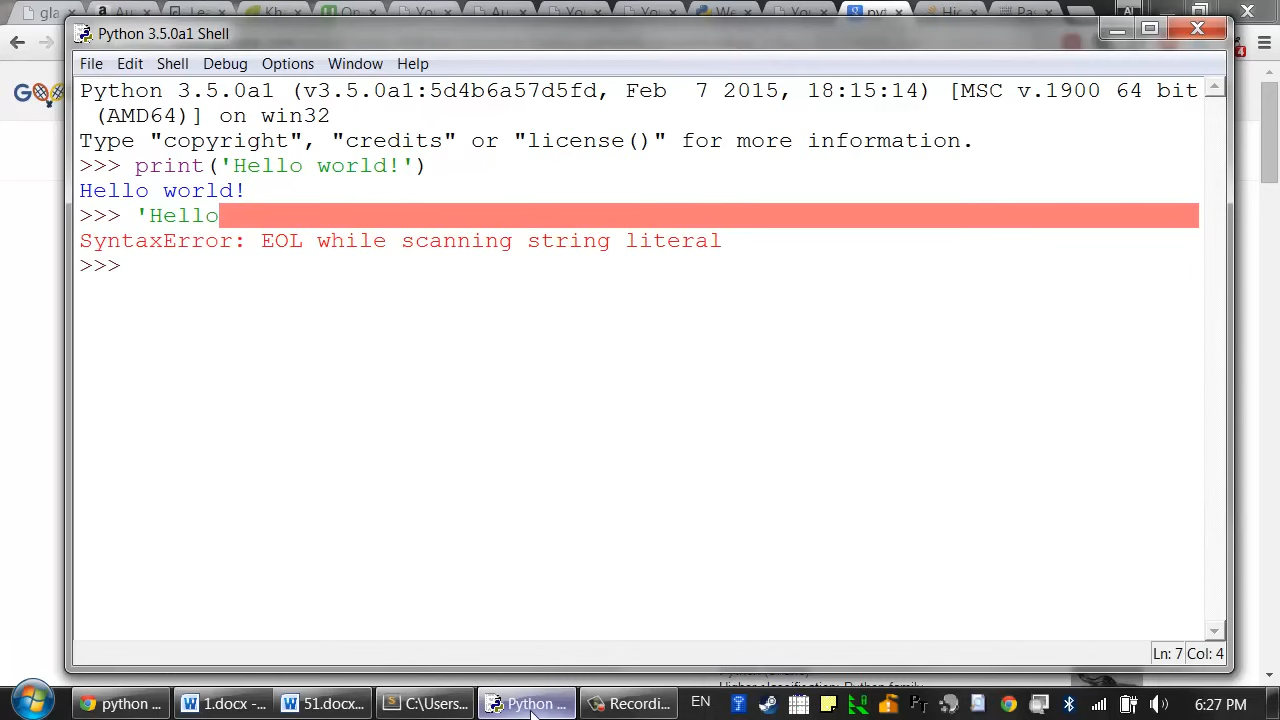 Python 3.5.0a1 Shell
File Edit Shell Debug Options Window Help
Python 3.5.0a1 (v3.5.0a1:5d4b6a57d5fd, Feb  7 2015, 18:15:14) [MSC v.1900 64 bit
(AMD64)] on win32
Type "copyright", "credits" or "license()" for more information.
>>> print('Hello world!')
Hello world!
>>> 'Hello
SyntaxError: EOL while scanning string literal
>>>
Ln: 7 Col: 4
python ... 1.docx -... 51.docx... C:\Users... Python ... Recordi... EN 6:27 PM